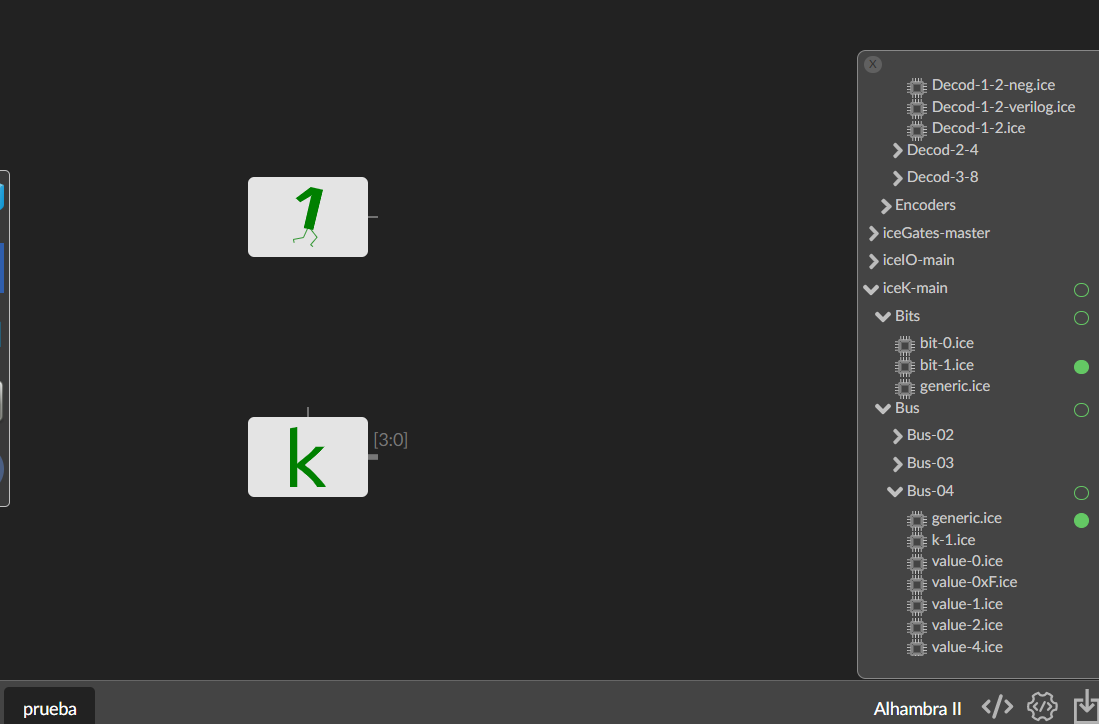 X
Decod-1-2-neg.ice
Decod-1-2-verilog.ice
Decod-1-2.ice
Decod-2-4
Decod-3-8
Encoders
iceGates-master
iceIO-main
iceK-main
Bits
bit-0.ice
bit-1.ice
generic.ice
Bus
Bus-02
Bus-03
Bus-04
generic.ice
k-1.ice
value-0.ice
value-0xF.ice
value-1.ice
value-2.ice
value-4.ice
1
k
[3:0]
prueba
Alhambra II